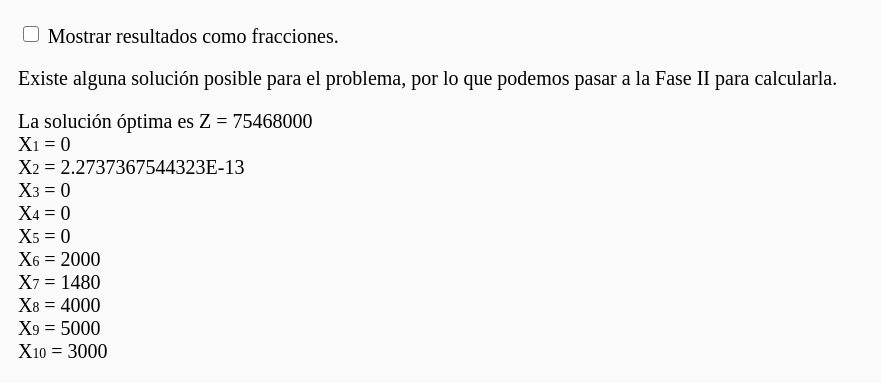 Mostrar resultados como fracciones.
Existe alguna solución posible para el problema, por lo que podemos pasar a la Fase II para calcularla.
La solución óptima es Z = 75468000
X1 = 0
X2 = 2.2737367544323E-13
X3 = 0
X4 = 0
X5 = 0
X6 = 2000
X7 = 1480
X8 = 4000
X9 = 5000
X10 = 3000